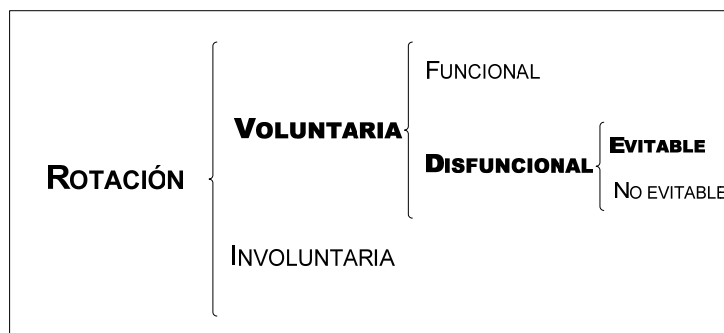 ROTACIÓN
VOLUNTARIA
FUNCIONAL
DISFUNCIONAL
EVITABLE
NO EVITABLE
INVOLUNTARIA